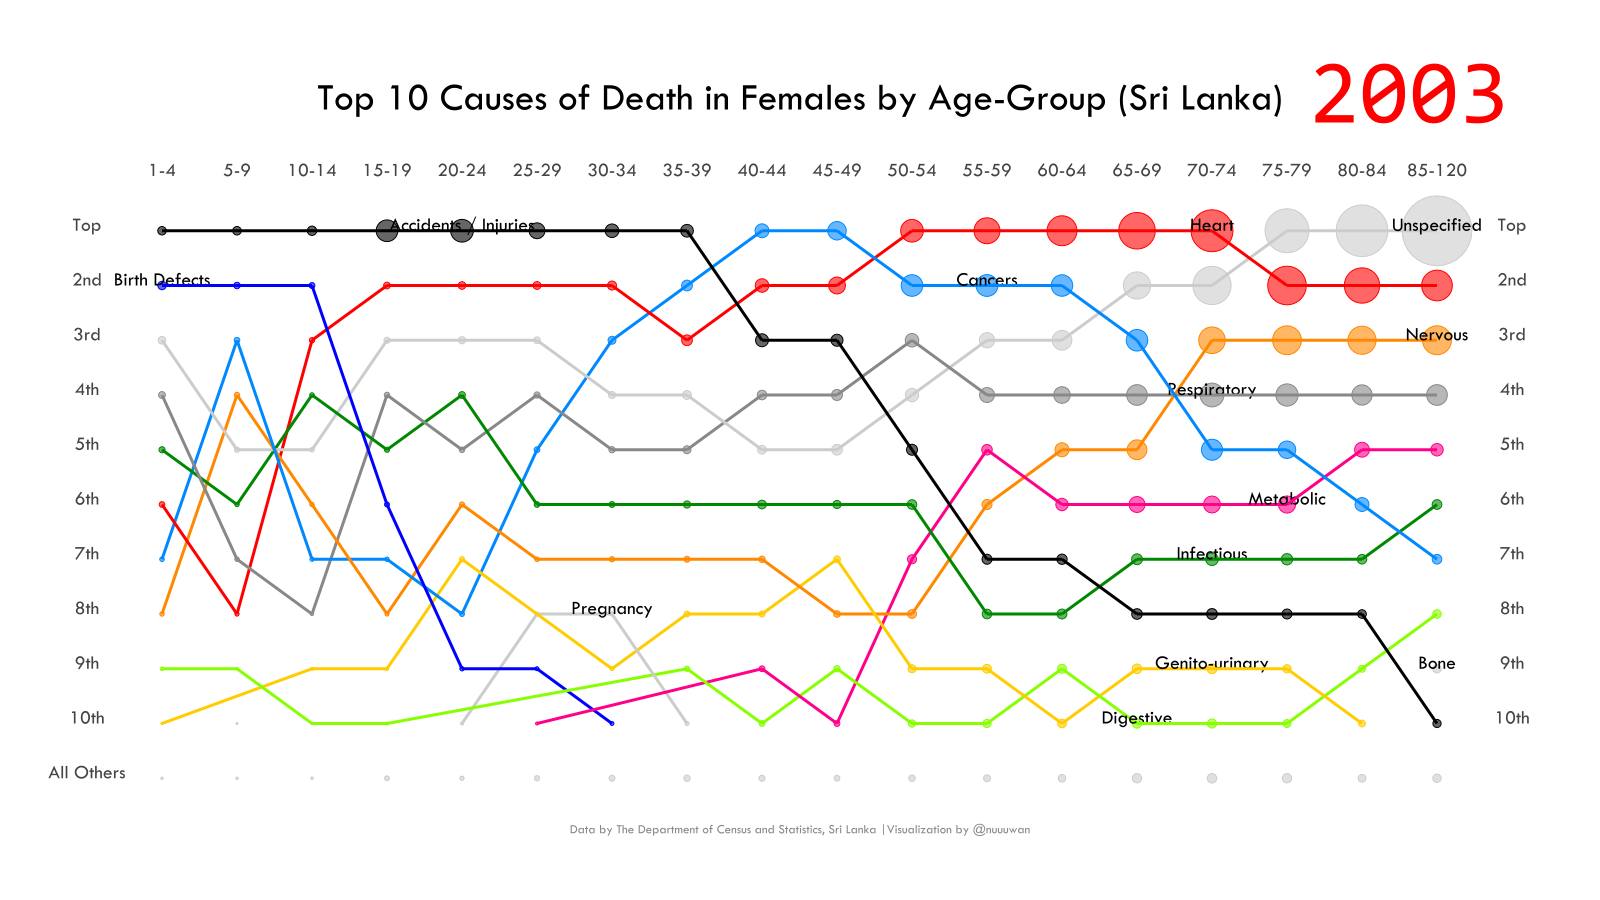 Top 10 Causes of Death in Females by Age-Group (Sri Lanka) 2003
1-4 5-9 10-14 15-19 20-24 25-29 30-34 35-39 40-44 45-49 50-54 55-59 60-64 65-69 70-74 75-79 80-84 85-120
Top Accidents / Injuries Heart Unspecified Top
2nd Birth Defects Cancers 2nd
3rd Nervous 3rd
4th Respiratory 4th
5th 5th
6th Metabolic 6th
7th Infectious 7th
8th Pregnancy 8th
9th Genito-urinary Bone 9th
10th Digestive 10th
All Others
Data by The Department of Census and Statistics, Sri Lanka | Visualization by @nuuuwan